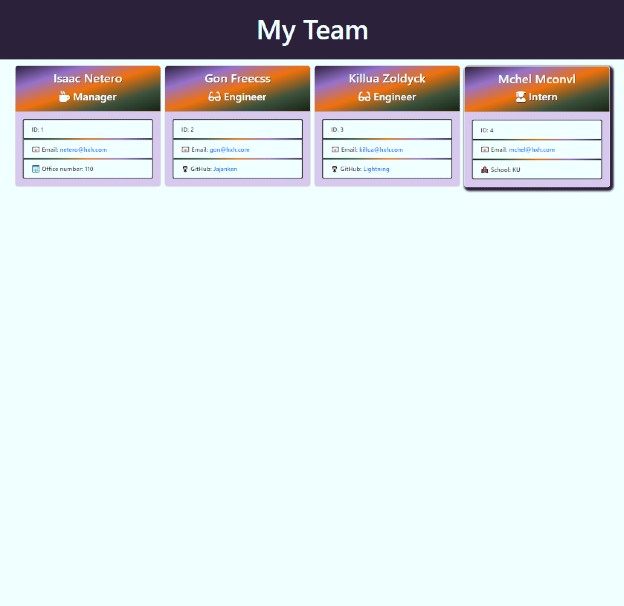 My Team
Isaac Netero
Manager
ID: 1
Email: netero@hxh.com
Office number: 110
Gon Freecss
Engineer
ID: 2
Email: gon@hxh.com
GitHub: Jajanken
Killua Zoldyck
Engineer
ID: 3
Email: killua@hxh.com
GitHub: Lightning
Mchel Mconvl
Intern
ID: 4
Email: mchel@hxh.com
School: KU